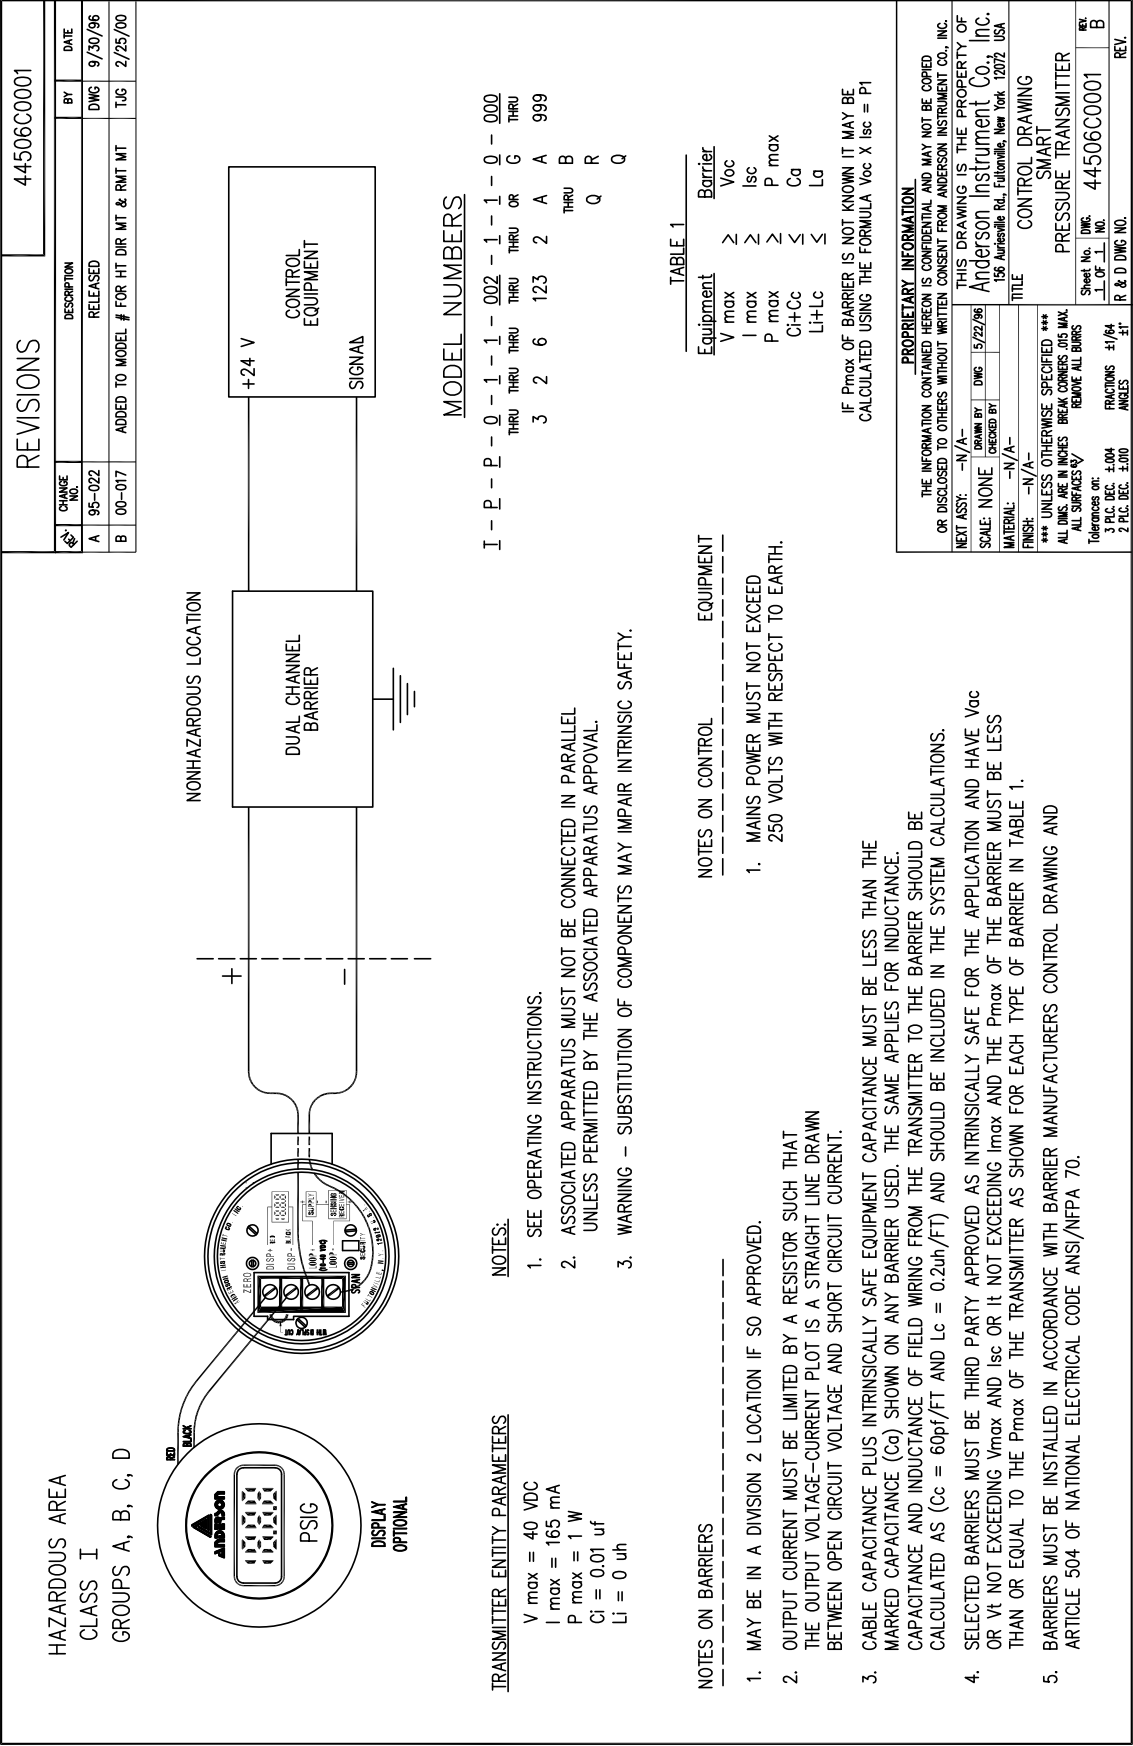 REVISIONS
44506C0001
REV.
CHANGE
NO.
DESCRIPTION
BY
DATE
A 95-022 RELEASED DWG 9/30/96
B 00-017 ADDED TO MODEL # FOR HT DIR MT & RMT MT TJG 2/25/00
HAZARDOUS AREA
CLASS I
GROUPS A, B, C, D
NONHAZARDOUS LOCATION
RED
BLACK
ANDERSON
PSIG
DISPLAY
OPTIONAL
ZERO
DISP+ RED
DISP- BLACK
LOOP+
(10-40 VDC)
LOOP-
SUPPLY
SENSING
RECEIVER
SECURITY
SPAN
+
-
DUAL CHANNEL
BARRIER
+24 V
CONTROL
EQUIPMENT
SIGNAL
MODEL NUMBERS
I - P - P - 0 - 1 - 1 - 002 - 1 - 1 - 0 - 000
THRU THRU THRU THRU THRU OR G THRU
3 2 6 123 2 A A 999
THRU B
Q R
Q
TRANSMITTER ENTITY PARAMETERS
V max = 40 VDC
I max = 165 mA
P max = 1 W
Ci = 0.01 uf
Li = 0 uh
NOTES:
1. SEE OPERATING INSTRUCTIONS.
2. ASSOCIATED APPARATUS MUST NOT BE CONNECTED IN PARALLEL
UNLESS PERMITTED BY THE ASSOCIATED APPARATUS APPOVAL.
3. WARNING - SUBSTITUTION OF COMPONENTS MAY IMPAIR INTRINSIC SAFETY.
TABLE 1
Equipment Barrier
V max ≥ Voc
I max ≥ Isc
P max ≥ P max
Ci+Cc ≤ Ca
Li+Lc ≤ La
IF Pmax OF BARRIER IS NOT KNOWN IT MAY BE
CALCULATED USING THE FORMULA Voc X Isc = P1
NOTES ON BARRIERS
1. MAY BE IN A DIVISION 2 LOCATION IF SO APPROVED.
2. OUTPUT CURRENT MUST BE LIMITED BY A RESISTOR SUCH THAT
THE OUTPUT VOLTAGE-CURRENT PLOT IS A STRAIGHT LINE DRAWN
BETWEEN OPEN CIRCUIT VOLTAGE AND SHORT CIRCUIT CURRENT.
3. CABLE CAPACITANCE PLUS INTRINSICALLY SAFE EQUIPMENT CAPACITANCE MUST BE LESS THAN THE
MARKED CAPACITANCE (Ca) SHOWN ON ANY BARRIER USED. THE SAME APPLIES FOR INDUCTANCE.
CAPACITANCE AND INDUCTANCE OF FIELD WIRING FROM THE TRANSMITTER TO THE BARRIER SHOULD BE
CALCULATED AS (Cc = 60pf/FT AND Lc = 0.2uh/FT) AND SHOULD BE INCLUDED IN THE SYSTEM CALCULATIONS.
4. SELECTED BARRIERS MUST BE THIRD PARTY APPROVED AS INTRINSICALLY SAFE FOR THE APPLICATION AND HAVE Vac
OR Vt NOT EXCEEDING Vmax AND Isc OR It NOT EXCEEDING Imax AND THE Pmax OF THE BARRIER MUST BE LESS
THAN OR EQUAL TO THE Pmax OF THE TRANSMITTER AS SHOWN FOR EACH TYPE OF BARRIER IN TABLE 1.
5. BARRIERS MUST BE INSTALLED IN ACCORDANCE WITH BARRIER MANUFACTURERS CONTROL DRAWING AND
ARTICLE 504 OF NATIONAL ELECTRICAL CODE ANSI/NFPA 70.
NOTES ON CONTROL EQUIPMENT
1. MAINS POWER MUST NOT EXCEED
250 VOLTS WITH RESPECT TO EARTH.
PROPRIETARY INFORMATION
THE INFORMATION CONTAINED HEREON IS CONFIDENTIAL AND MAY NOT BE COPIED
OR DISCLOSED TO OTHERS WITHOUT WRITTEN CONSENT FROM ANDERSON INSTRUMENT CO., INC.
NEXT ASSY: -N/A-
SCALE: NONE
DRAWN BY DWG 5/22/96
CHECKED BY
MATERIAL: -N/A-
FINISH: -N/A-
*** UNLESS OTHERWISE SPECIFIED ***
ALL DIMS. ARE IN INCHES BREAK CORNERS .015 MAX.
ALL SURFACES 63 REMOVE ALL BURRS
Tolerances on:
3 PLC. DEC. ±.004 FRACTIONS ±1/64
2 PLC. DEC. ±.010 ANGLES ±1°
THIS DRAWING IS THE PROPERTY OF
Anderson Instrument Co., Inc.
156 Auriesville Rd., Fultonville, New York 12072 USA
TITLE
CONTROL DRAWING
SMART
PRESSURE TRANSMITTER
Sheet No.
1 OF 1
DWG.
NO.
44506C0001
REV.
B
R & D DWG NO.
REV.